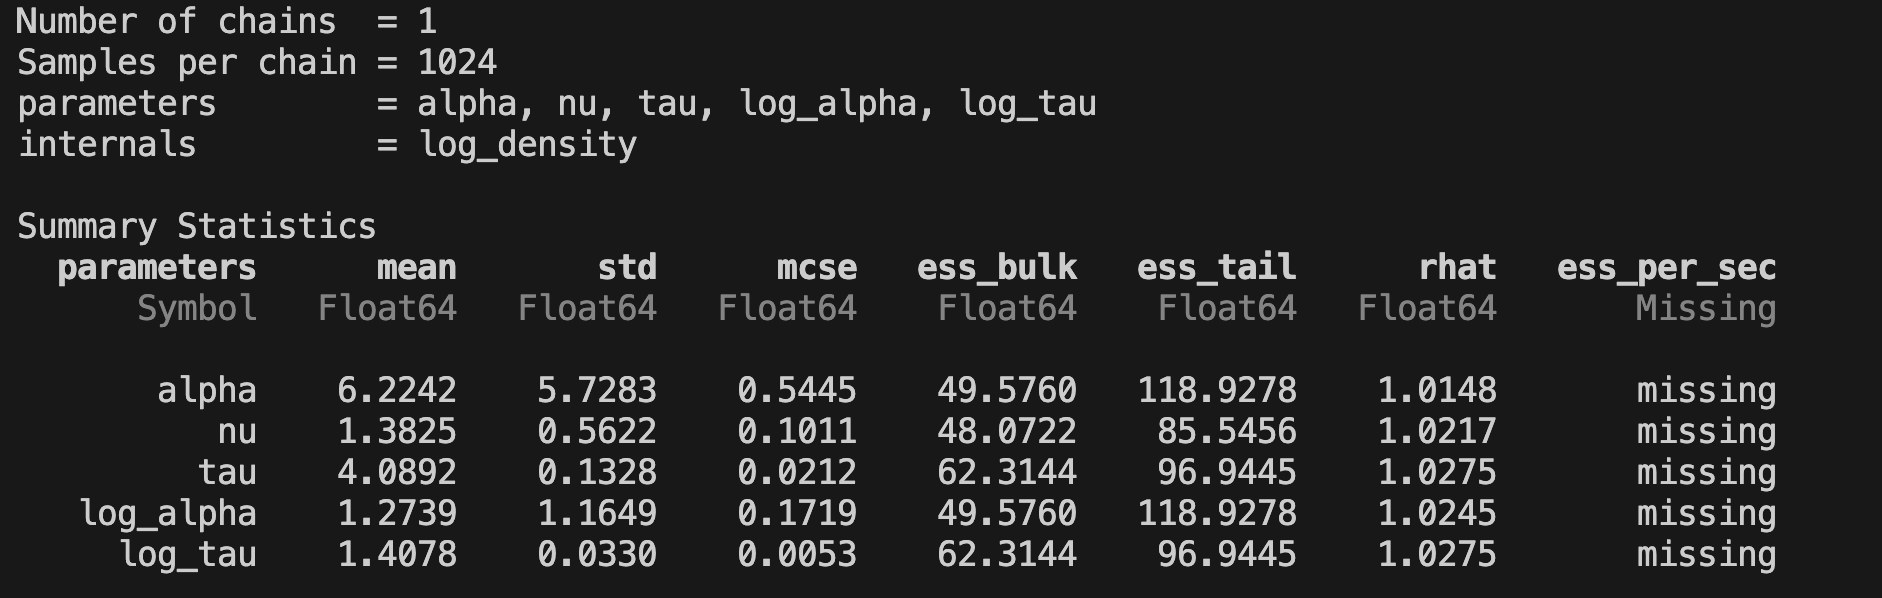 Number of chains  = 1
Samples per chain = 1024
parameters        = alpha, nu, tau, log_alpha, log_tau
internals         = log_density

Summary Statistics
  parameters      mean       std      mcse   ess_bulk   ess_tail      rhat   ess_per_sec
      Symbol   Float64   Float64   Float64    Float64    Float64   Float64       Missing

       alpha    6.2242    5.7283    0.5445    49.5760   118.9278    1.0148       missing
          nu    1.3825    0.5622    0.1011    48.0722    85.5456    1.0217       missing
         tau    4.0892    0.1328    0.0212    62.3144    96.9445    1.0275       missing
   log_alpha    1.2739    1.1649    0.1719    49.5760   118.9278    1.0245       missing
     log_tau    1.4078    0.0330    0.0053    62.3144    96.9445    1.0275       missing